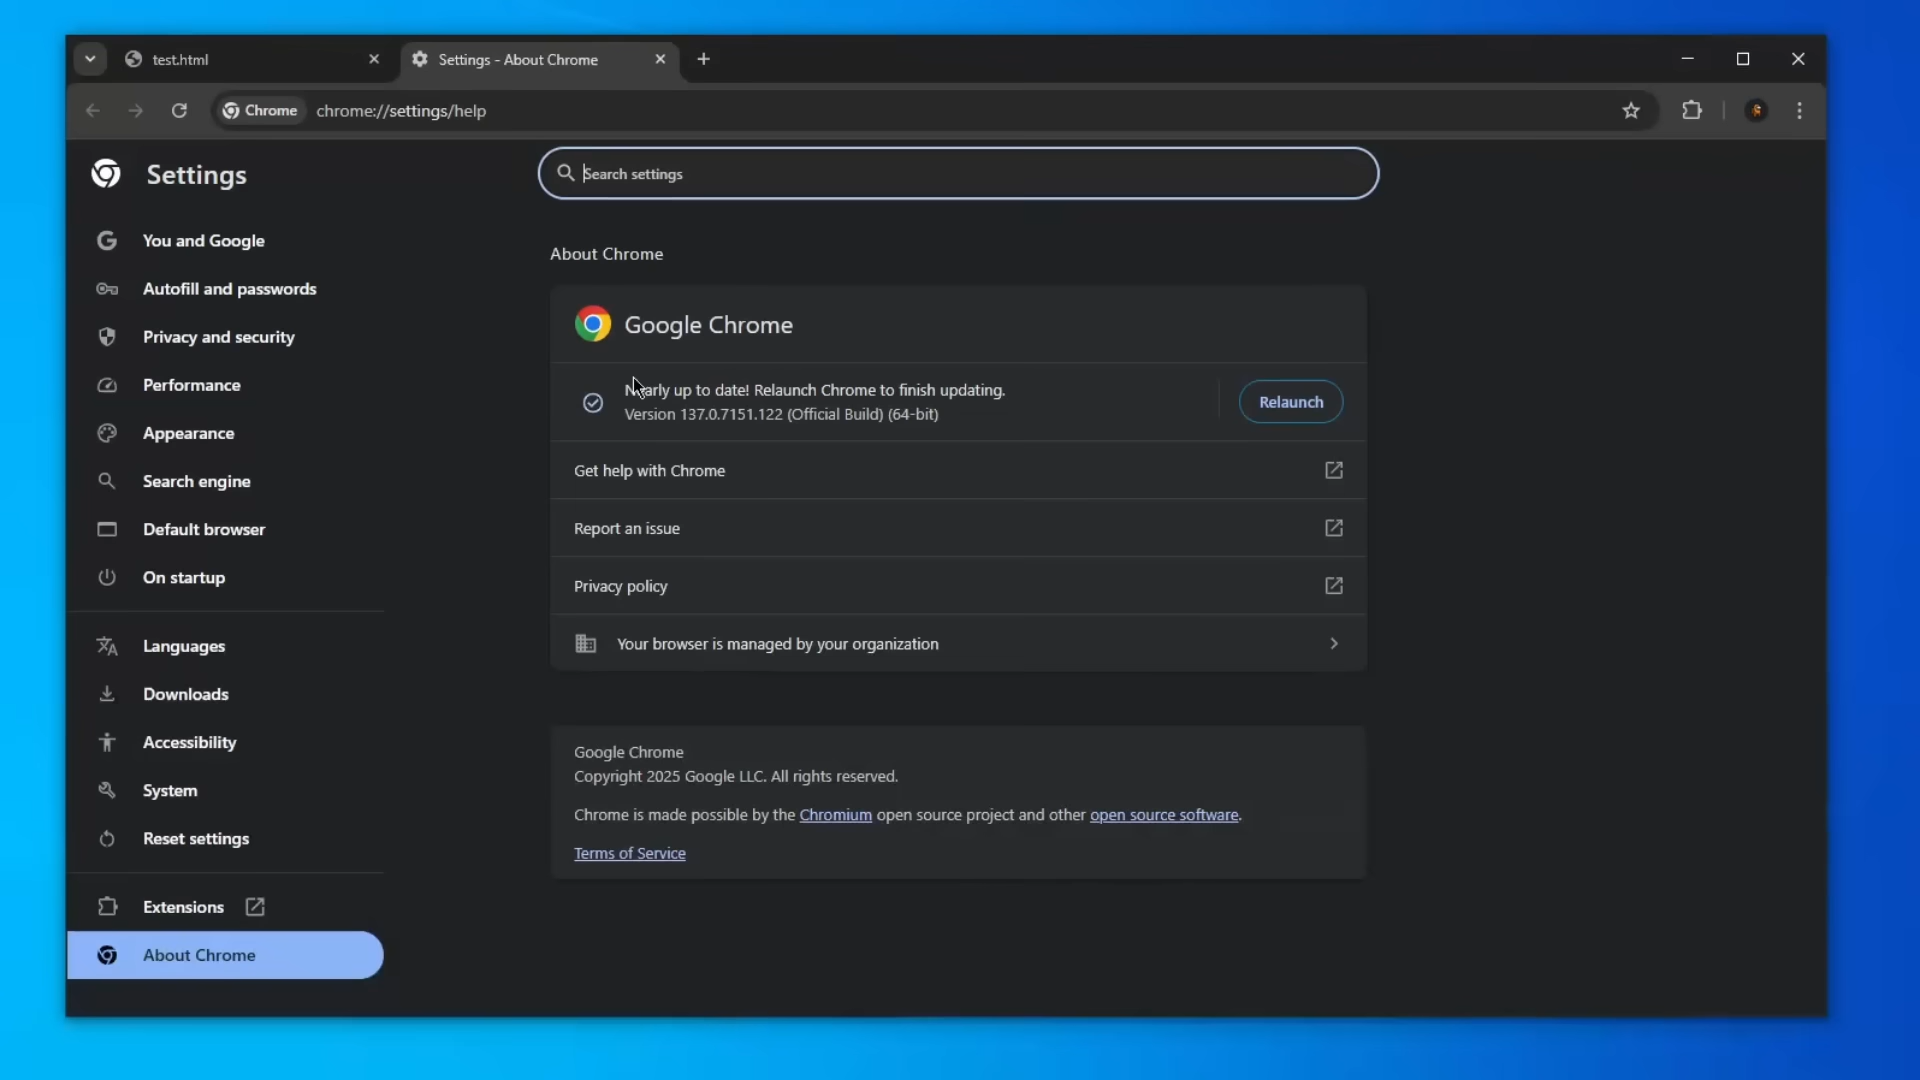 test.html
Settings - About Chrome
Chrome
chrome://settings/help
Settings
Search settings
You and Google
Autofill and passwords
Privacy and security
Performance
Appearance
Search engine
Default browser
On startup
Languages
Downloads
Accessibility
System
Reset settings
Extensions
About Chrome
About Chrome
Google Chrome
Nearly up to date! Relaunch Chrome to finish updating.
Version 137.0.7151.122 (Official Build) (64-bit)
Relaunch
Get help with Chrome
Report an issue
Privacy policy
Your browser is managed by your organization
Google Chrome
Copyright 2025 Google LLC. All rights reserved.
Chrome is made possible by the Chromium open source project and other open source software.
Terms of Service